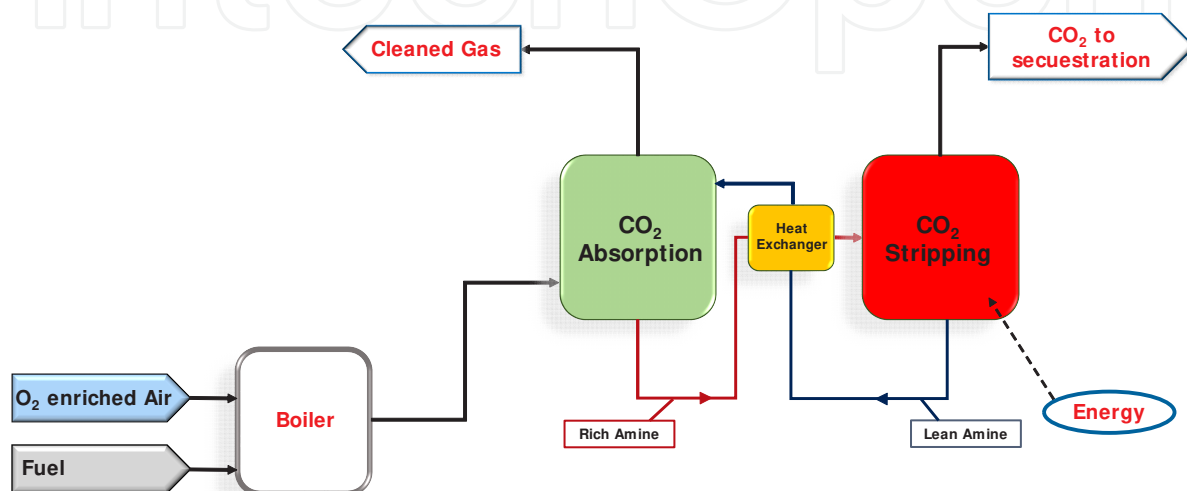 IntechOpen
Cleaned Gas
CO₂ to
secuestration
CO₂
Absorption
Heat
Exchanger
CO₂
Stripping
O₂ enriched Air
Boiler
Fuel
Rich Amine
Lean Amine
Energy